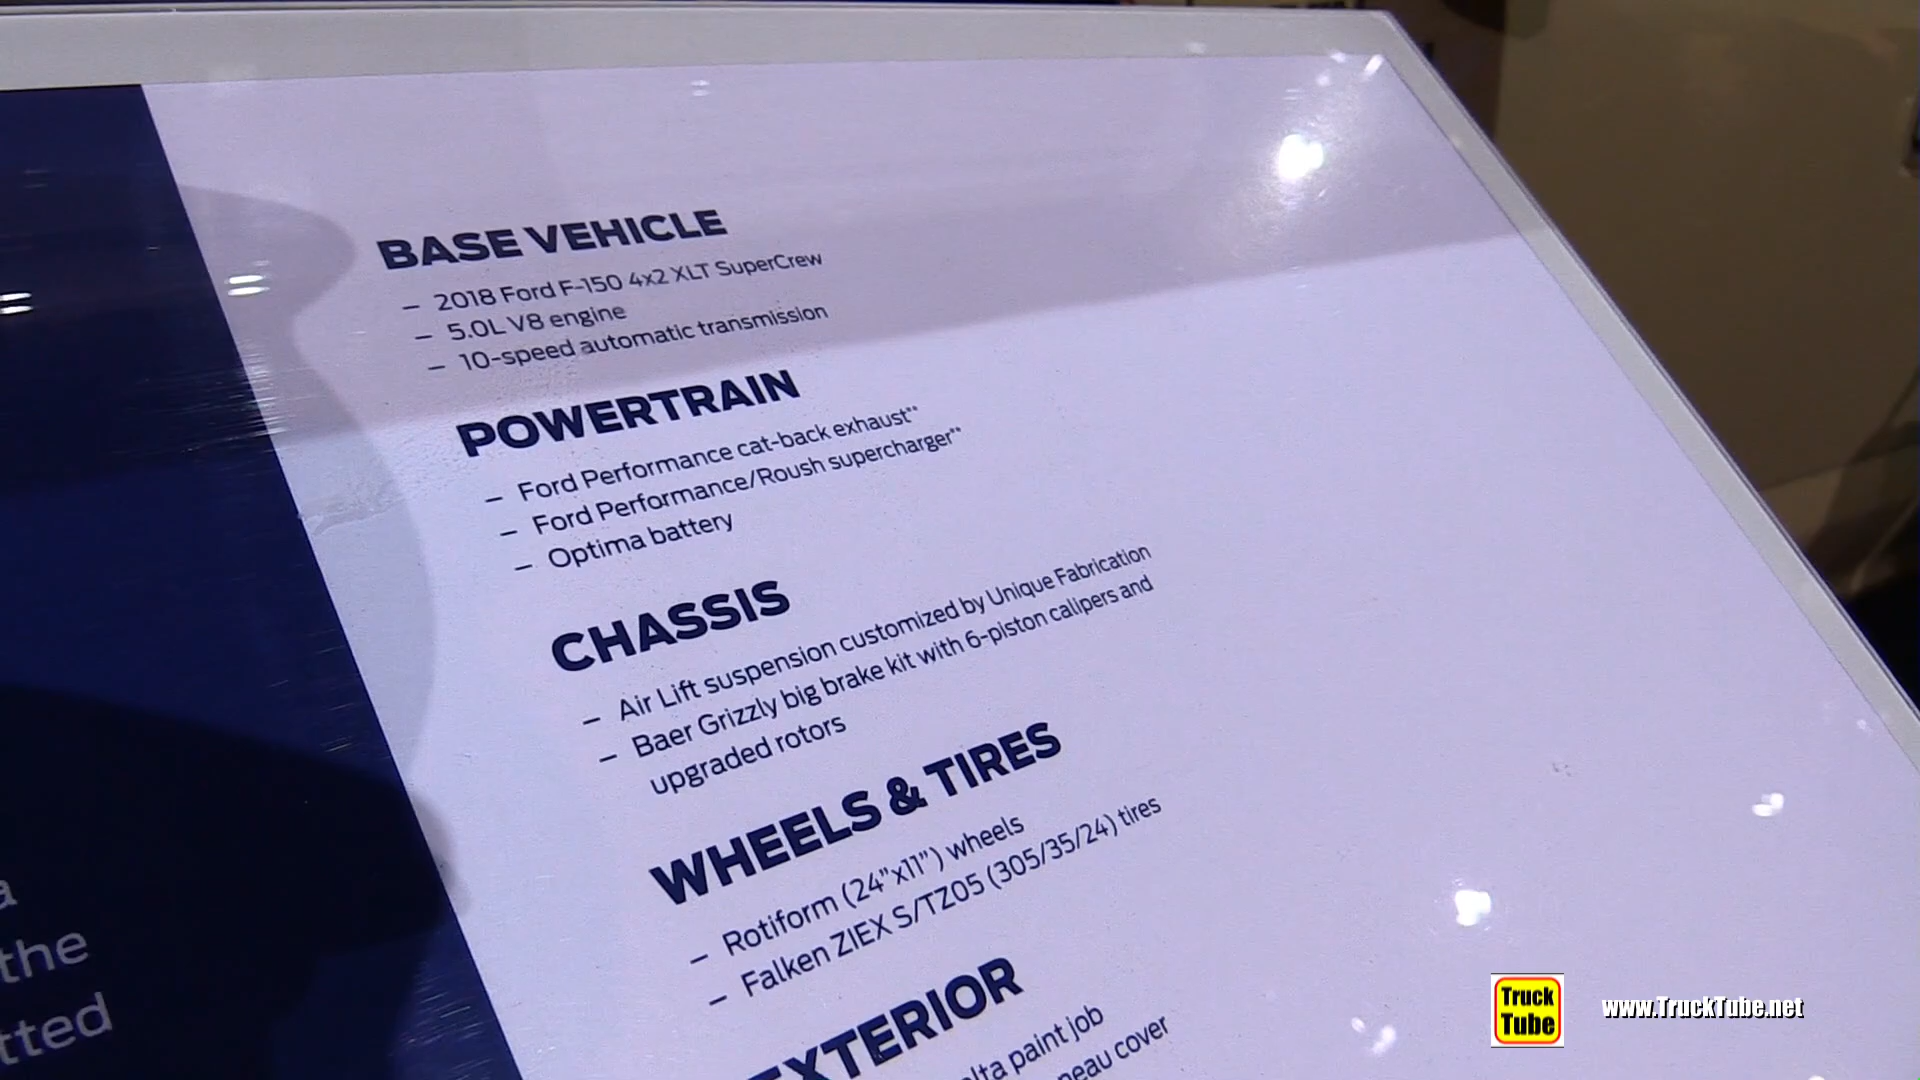 BASE VEHICLE
– 2018 Ford F-150 4x2 XLT SuperCrew
– 5.0L V8 engine
– 10-speed automatic transmission
POWERTRAIN
– Ford Performance cat-back exhaust**
– Ford Performance/Roush supercharger**
– Optima battery
CHASSIS
– Air Lift suspension customized by Unique Fabrication
– Baer Grizzly big brake kit with 6-piston calipers and
upgraded rotors
WHEELS & TIRES
– Rotiform (24"x11") wheels
– Falken ZIEX S/TZ05 (305/35/24) tires
EXTERIOR
paint job
cover
the
Truck
Tube
www.TruckTube.net